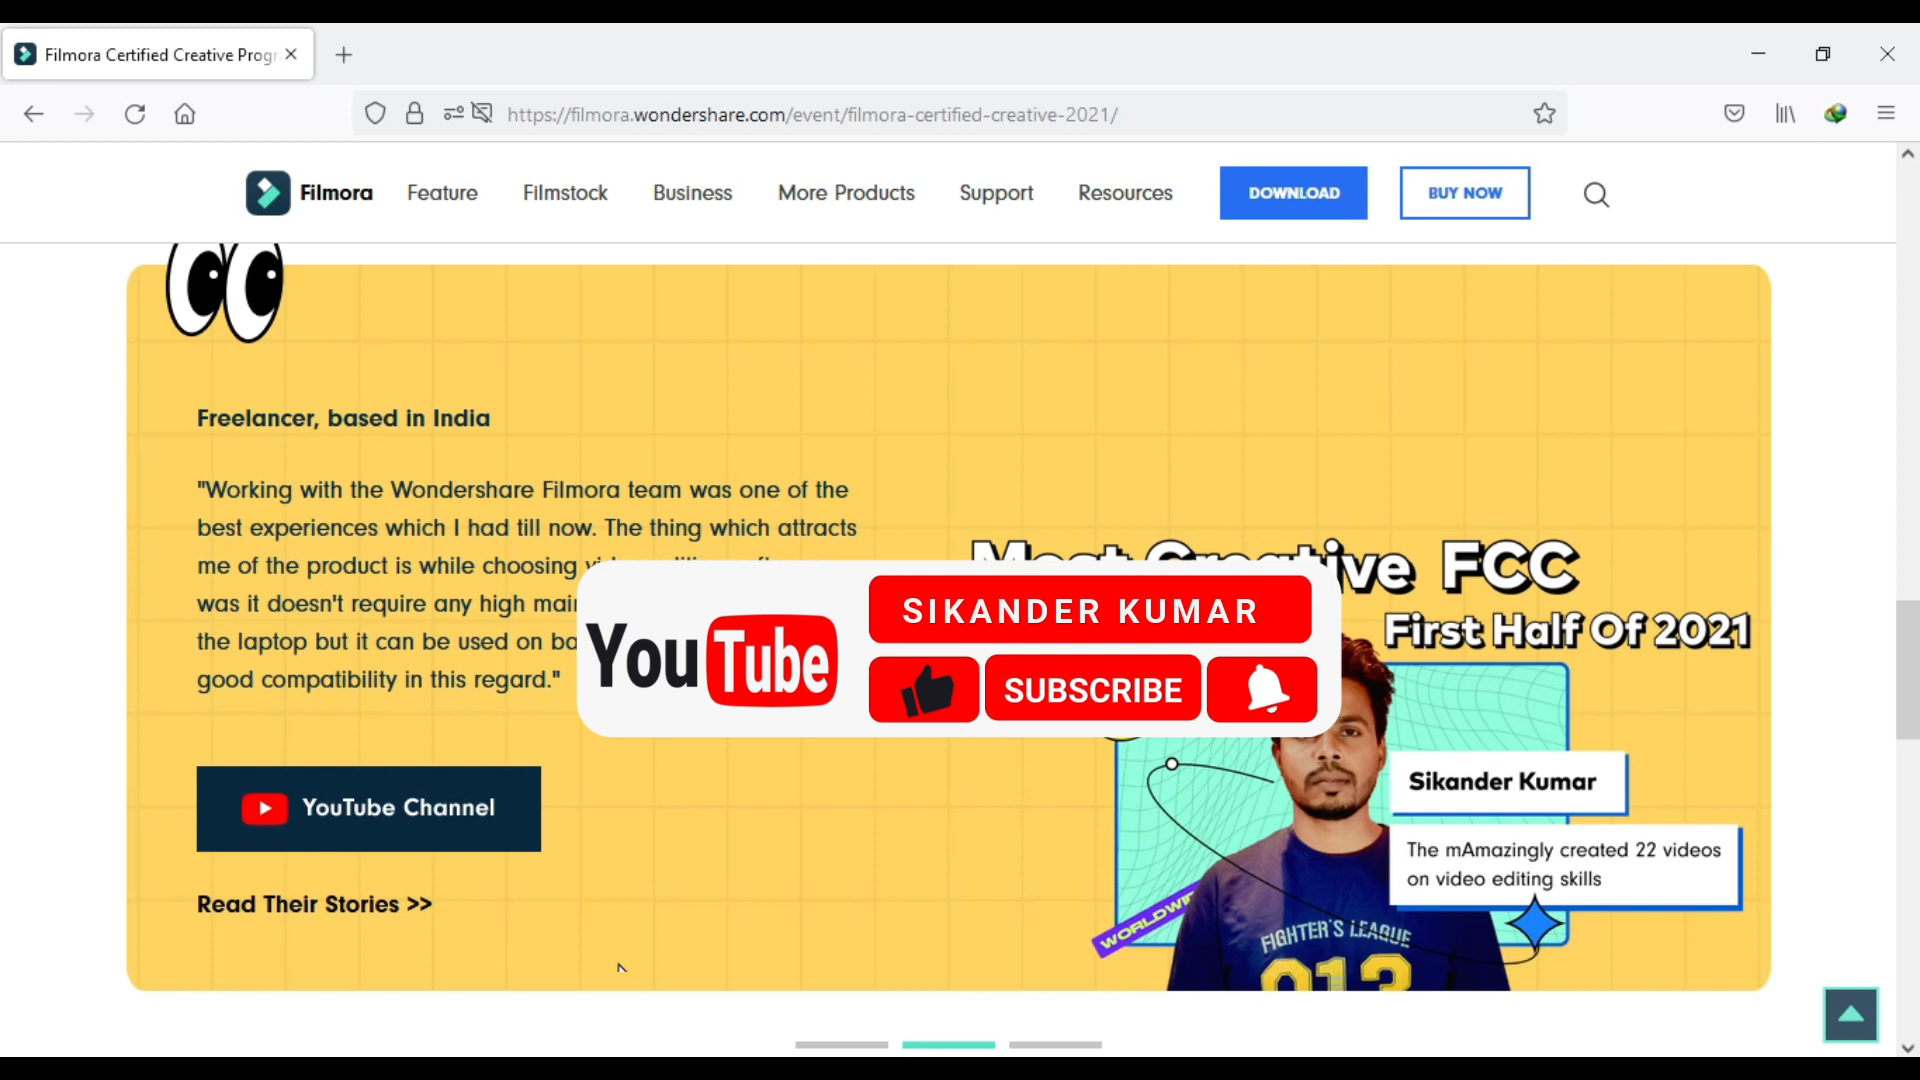 Filmora Certified Creative Progr
https://filmora.wondershare.com/event/filmora-certified-creative-2021/
Filmora Feature Filmstock Business More Products Support Resources DOWNLOAD BUY NOW
Freelancer, based in India
"Working with the Wondershare Filmora team was one of the
best experiences which I had till now. The thing which attracts
me of the product is while choosing
was it doesn't require any high
the laptop but it can be used on
good compatibility in this regard."
YouTube Channel
Read Their Stories >>
YouTube
SIKANDER KUMAR
SUBSCRIBE
Most Creative FCC
First Half Of 2021
Sikander Kumar
The mAmazingly created 22 videos
on video editing skills
FIGHTER'S LEAGUE